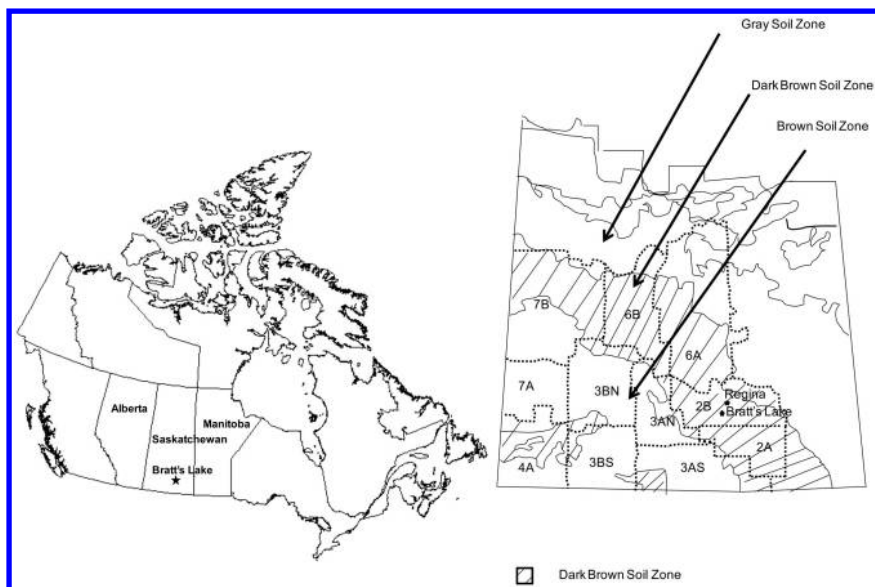 Gray Soil Zone
Dark Brown Soil Zone
Brown Soil Zone
Alberta
Saskatchewan
Manitoba
Bratt's Lake
7B
6B
6A
7A
3BN
3AN
2B
Regina
Bratt's Lake
2A
4A
3BS
3AS
Dark Brown Soil Zone